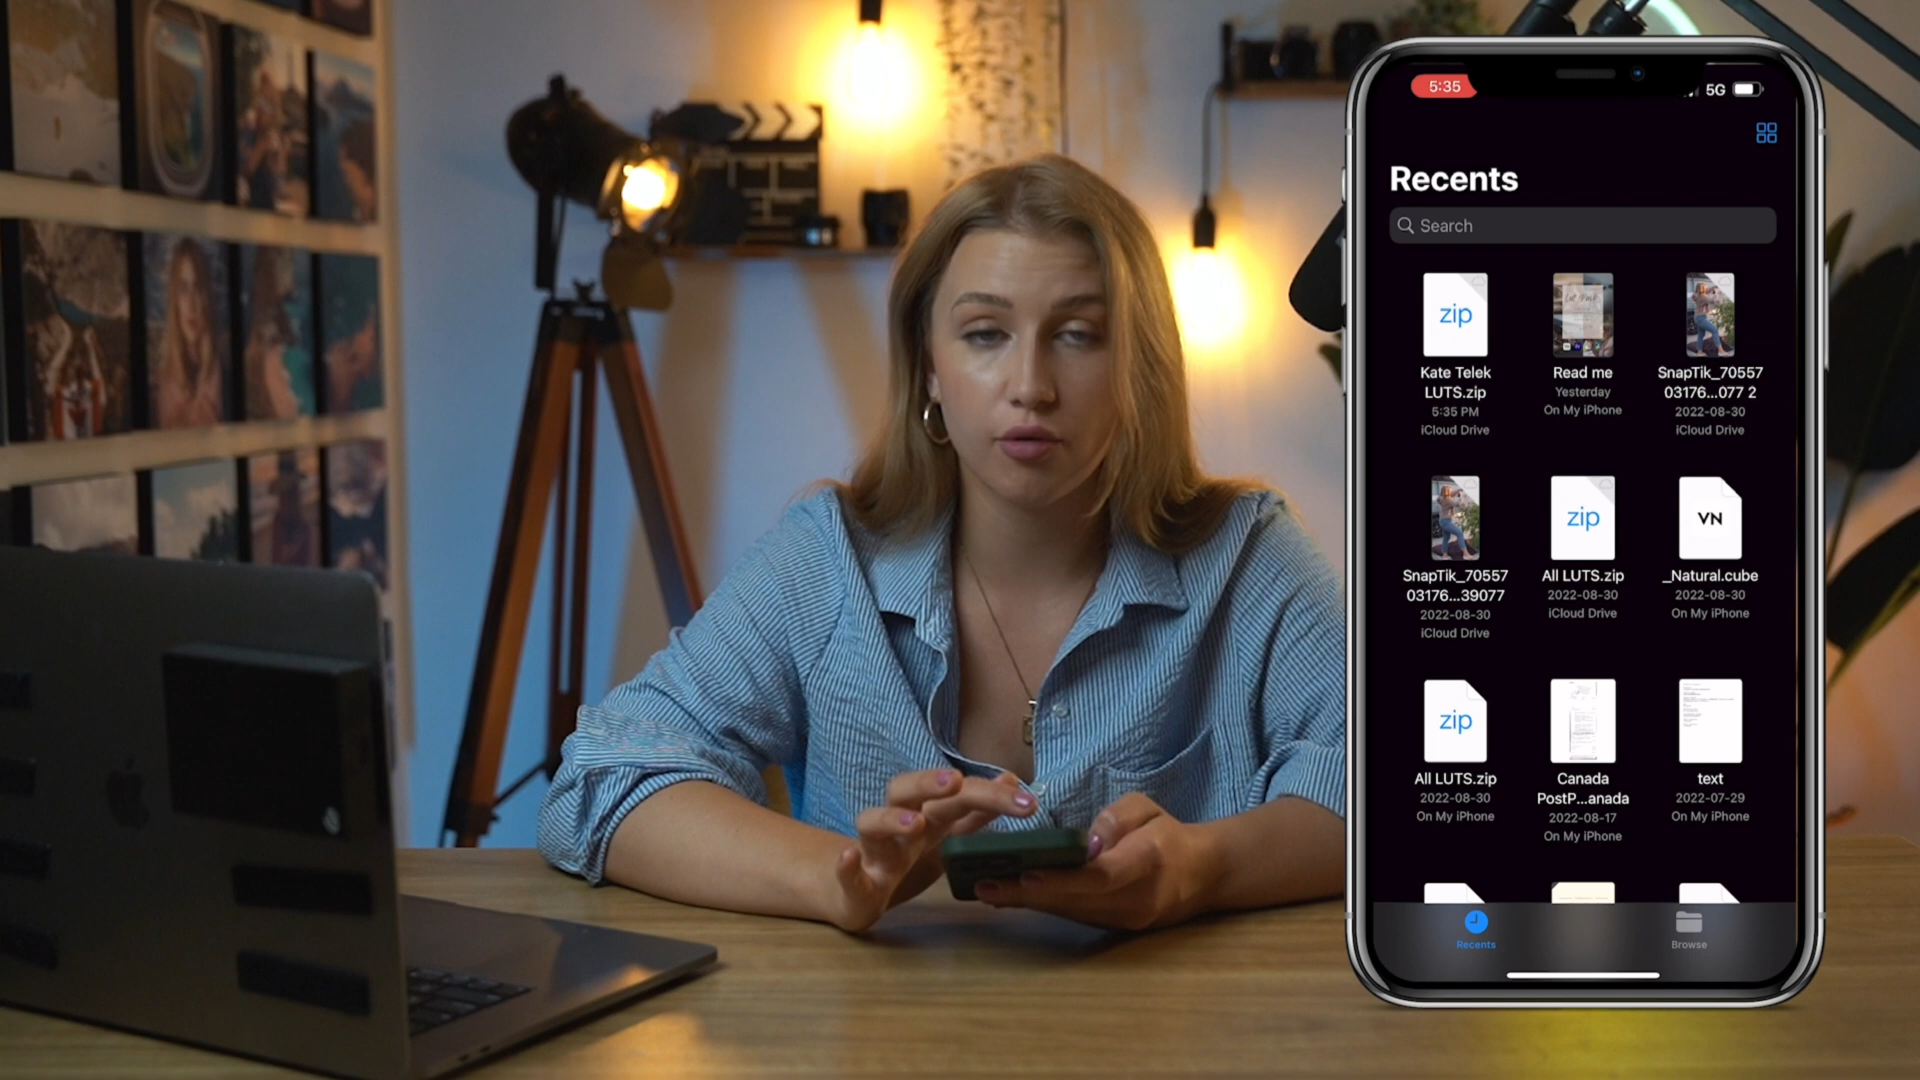 5:35
5G
Recents
Search
zip
Kate Telek
LUTS.zip
5:35 PM
iCloud Drive
Read me
Yesterday
On My iPhone
SnapTik_70557
03176...077 2
2022-08-30
iCloud Drive
SnapTik_70557
03176...39077
2022-08-30
iCloud Drive
zip
All LUTS.zip
2022-08-30
iCloud Drive
VN
_Natural.cube
2022-08-30
On My iPhone
zip
All LUTS.zip
2022-08-30
On My iPhone
Canada
PostP...anada
2022-08-17
On My iPhone
text
2022-07-29
On My iPhone
Recents
Browse